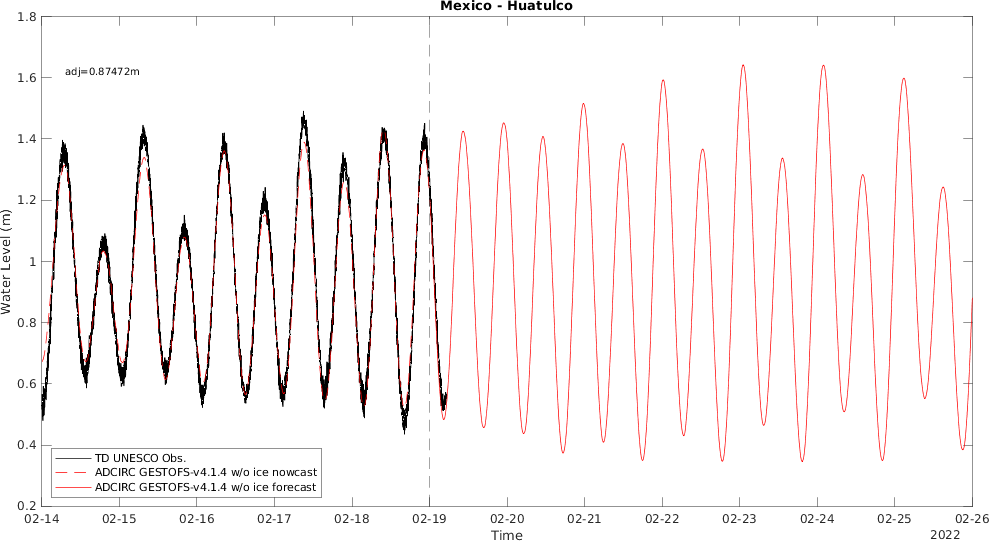 Mexico - Huatulco
1.8
1.6
1.4
1.2
1
0.8
0.6
0.4
0.2
Water Level (m)
adj=0.87472m
TD UNESCO Obs.
ADCIRC GESTOFS-v4.1.4 w/o ice nowcast
ADCIRC GESTOFS-v4.1.4 w/o ice forecast
02-14 02-15 02-16 02-17 02-18 02-19 02-20 02-21 02-22 02-23 02-24 02-25 02-26
Time
2022